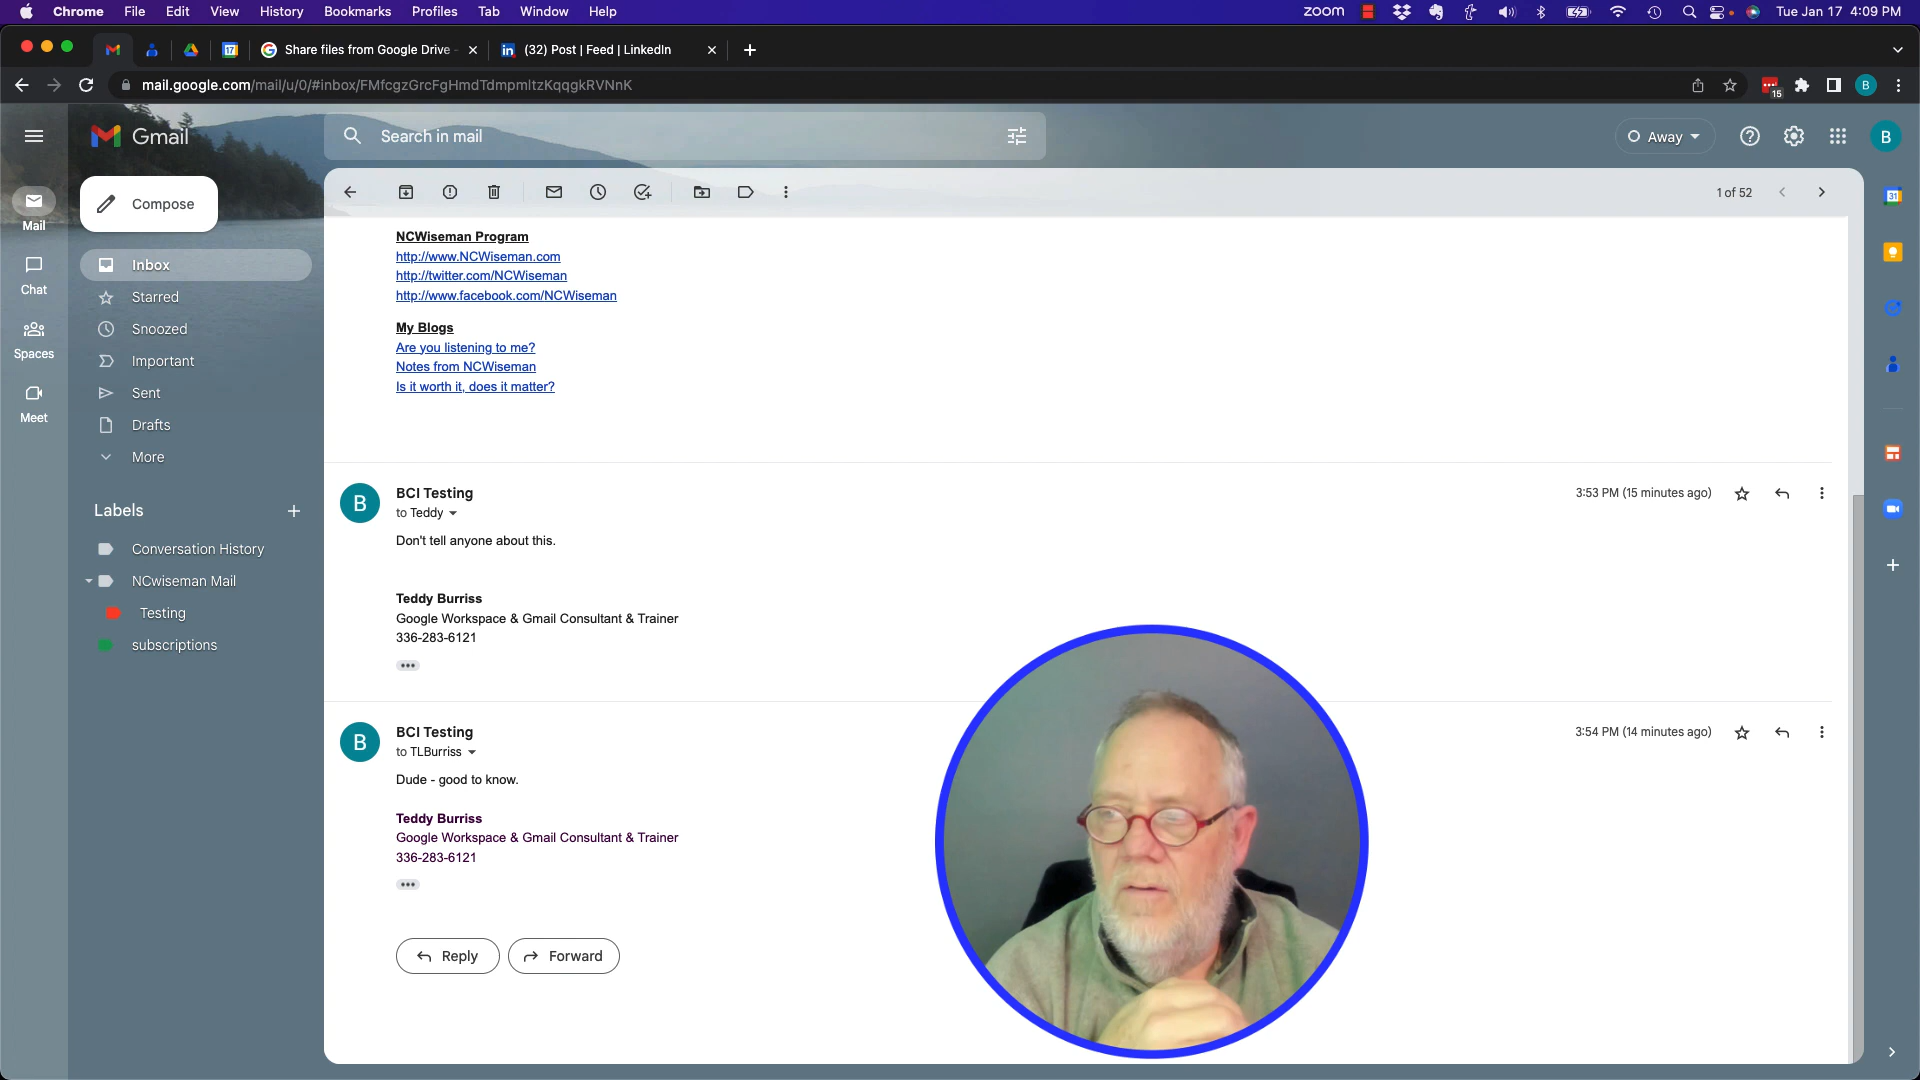 Chrome File Edit View History Bookmarks Profiles Tab Window Help
zoom Tue Jan 17 4:09 PM
17 Share files from Google Drive - (32) Post | Feed | LinkedIn
mail.google.com/mail/u/0/#inbox/FMfcgzGrcFgHmdTdmpmltzKqqgkRVNnK
15 B
Gmail
Search in mail
Away
B
Compose
1 of 52
Mail
Chat
Spaces
Meet
Inbox
Starred
Snoozed
Important
Sent
Drafts
More
Labels
Conversation History
NCwiseman Mail
Testing
subscriptions
NCWiseman Program
http://www.NCWiseman.com
http://twitter.com/NCWiseman
http://www.facebook.com/NCWiseman
My Blogs
Are you listening to me?
Notes from NCWiseman
Is it worth it, does it matter?
B
BCI Testing
3:53 PM (15 minutes ago)
to Teddy
Don't tell anyone about this.
Teddy Burriss
Google Workspace & Gmail Consultant & Trainer
336-283-6121
B
BCI Testing
3:54 PM (14 minutes ago)
to TLBurriss
Dude - good to know.
Teddy Burriss
Google Workspace & Gmail Consultant & Trainer
336-283-6121
Reply
Forward
31